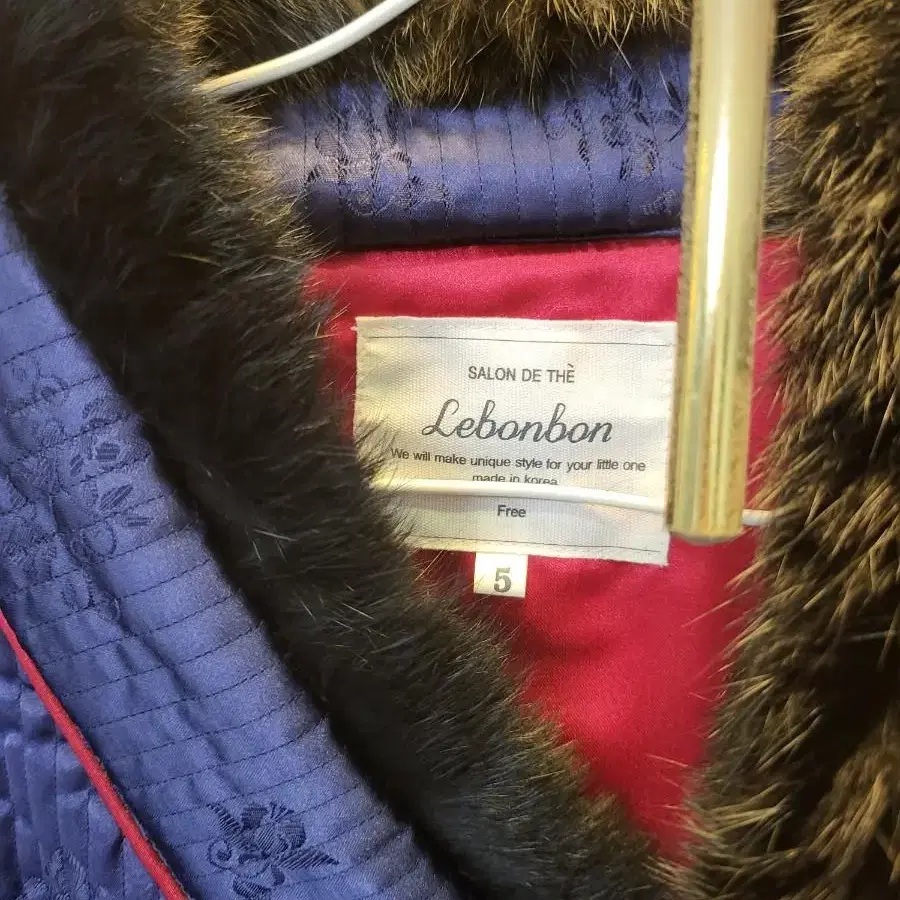 SALON DE THÈ
Lebonbon
We will make unique style for your little one
made in korea
Free
5